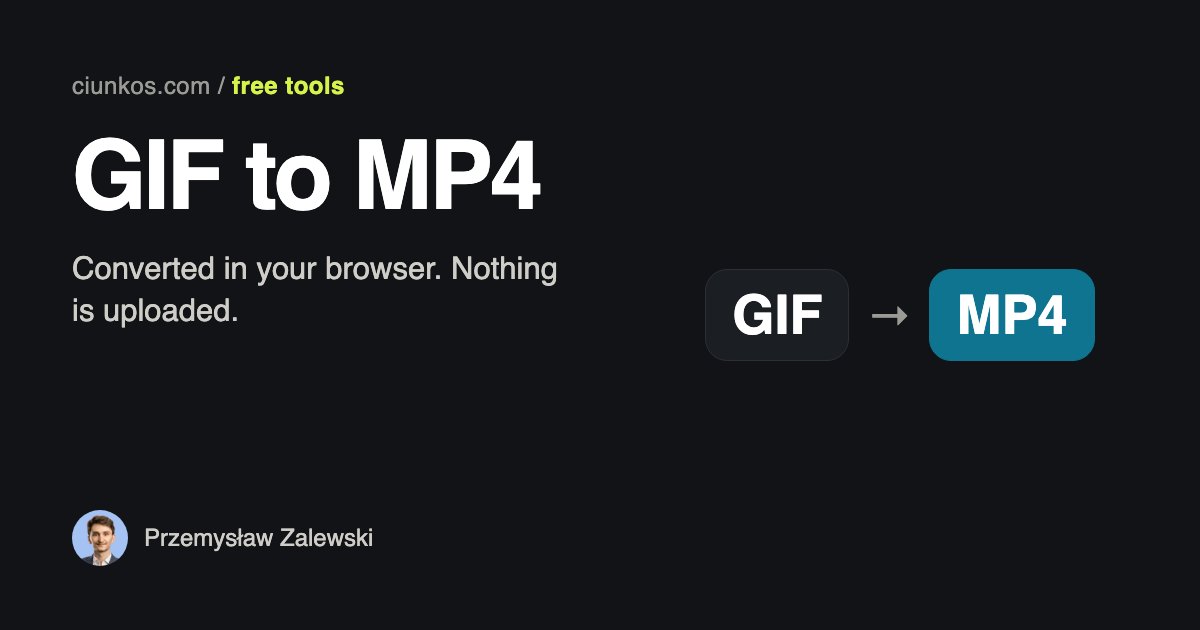 ciunkos.com / free tools
GIF to MP4
Converted in your browser. Nothing
is uploaded.
GIF → MP4
Przemysław Zalewski